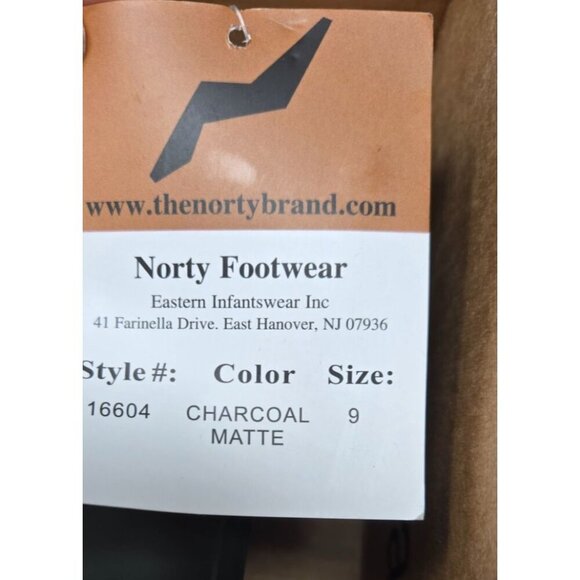 www.thenortybrand.com
Norty Footwear
Eastern Infantswear Inc
41 Farinella Drive. East Hanover, NJ 07936
Style #: Color Size:
16604 CHARCOAL MATTE 9